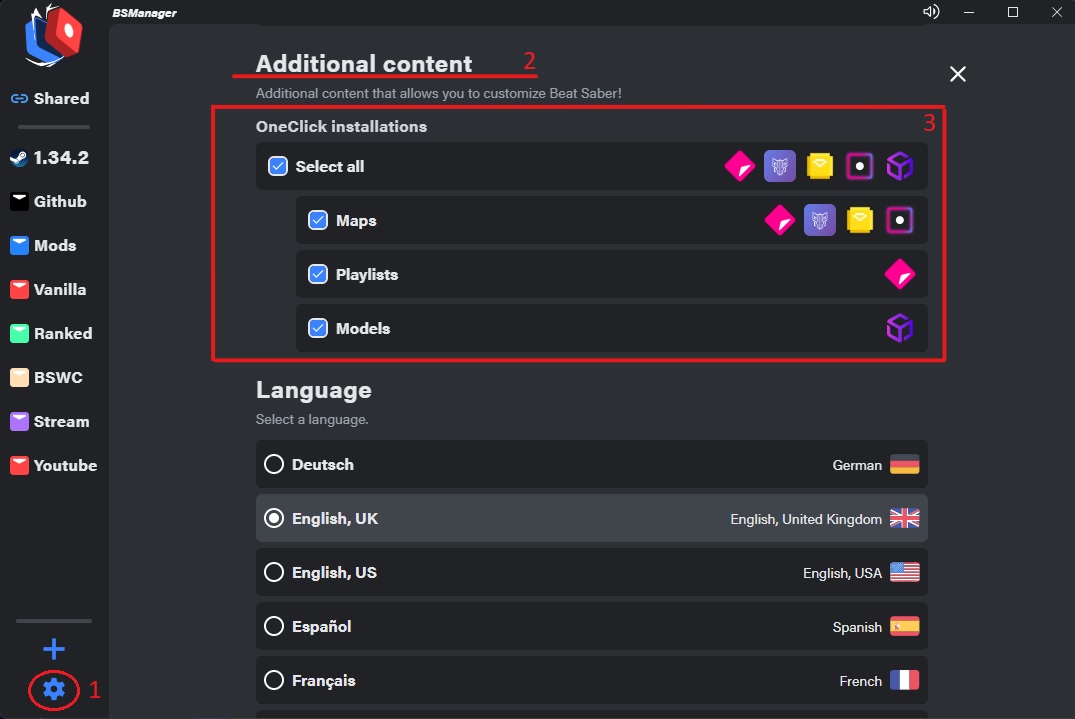 BSManager
Shared
1.34.2
Github
Mods
Vanilla
Ranked
BSWC
Stream
Youtube
1
Additional content
2
Additional content that allows you to customize Beat Saber!
3
OneClick installations
Select all
Maps
Playlists
Models
Language
Select a language.
Deutsch German
English, UK English, United Kingdom
English, US English, USA
Español Spanish
Français French